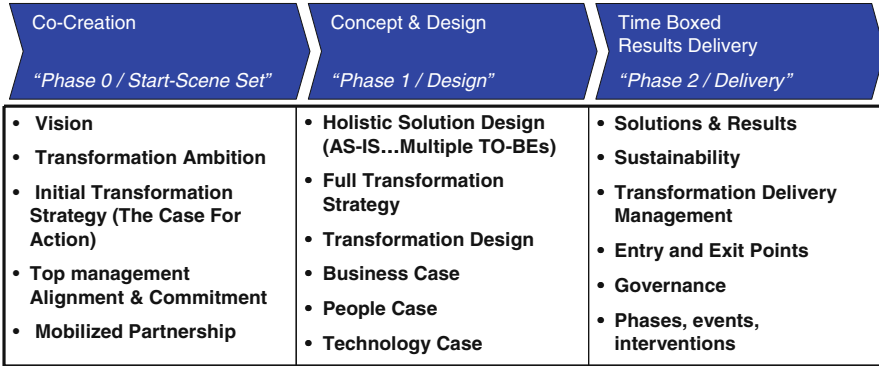 Co-Creation
"Phase 0 / Start-Scene Set"
• Vision
• Transformation Ambition
• Initial Transformation
Strategy (The Case For
Action)
• Top management
Alignment & Commitment
• Mobilized Partnership
Concept & Design
"Phase 1 / Design"
• Holistic Solution Design
(AS-IS...Multiple TO-BEs)
• Full Transformation
Strategy
• Transformation Design
• Business Case
• People Case
• Technology Case
Time Boxed
Results Delivery
"Phase 2 / Delivery"
• Solutions & Results
• Sustainability
• Transformation Delivery
Management
• Entry and Exit Points
• Governance
• Phases, events,
interventions